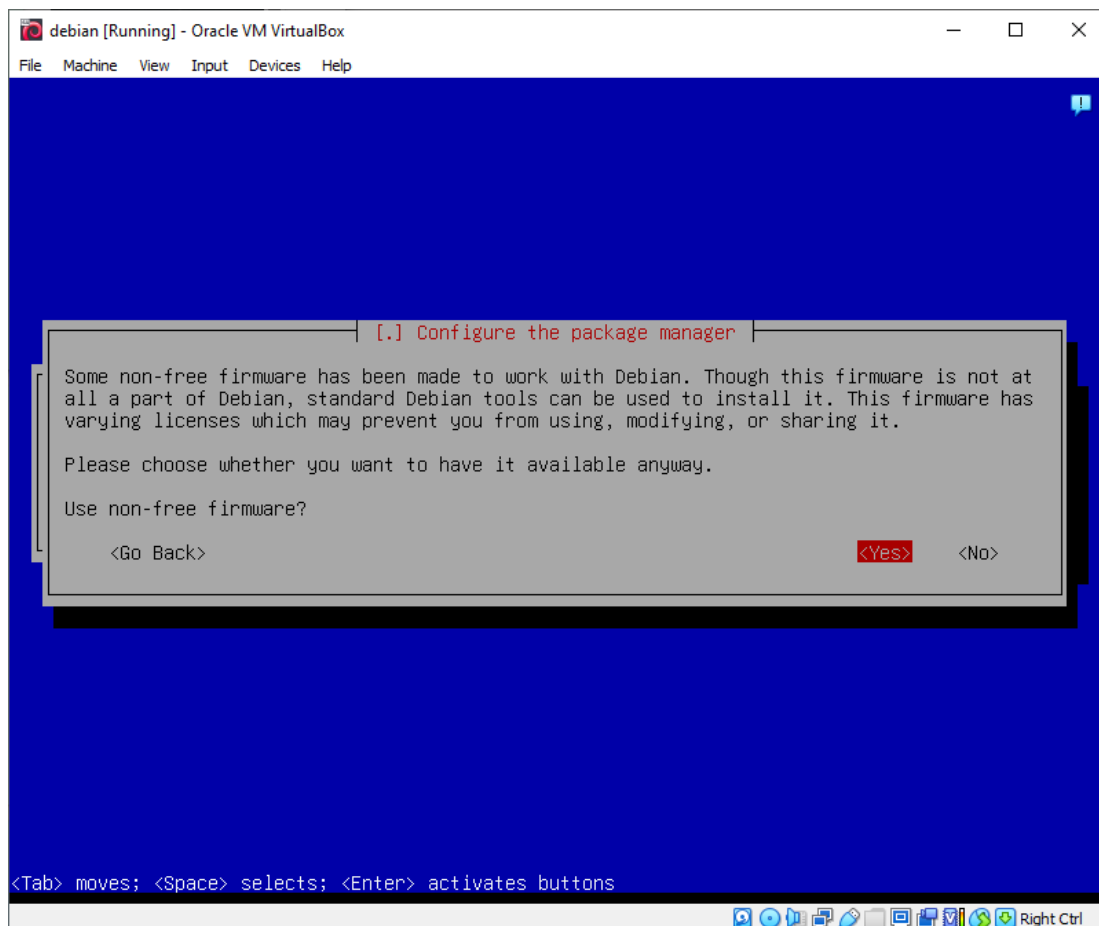 debian [Running] - Oracle VM VirtualBox
File Machine View Input Devices Help
[.] Configure the package manager
Some non-free firmware has been made to work with Debian. Though this firmware is not at
all a part of Debian, standard Debian tools can be used to install it. This firmware has
varying licenses which may prevent you from using, modifying, or sharing it.
Please choose whether you want to have it available anyway.
Use non-free firmware?
<Go Back> <Yes> <No>
<Tab> moves; <Space> selects; <Enter> activates buttons
Right Ctrl